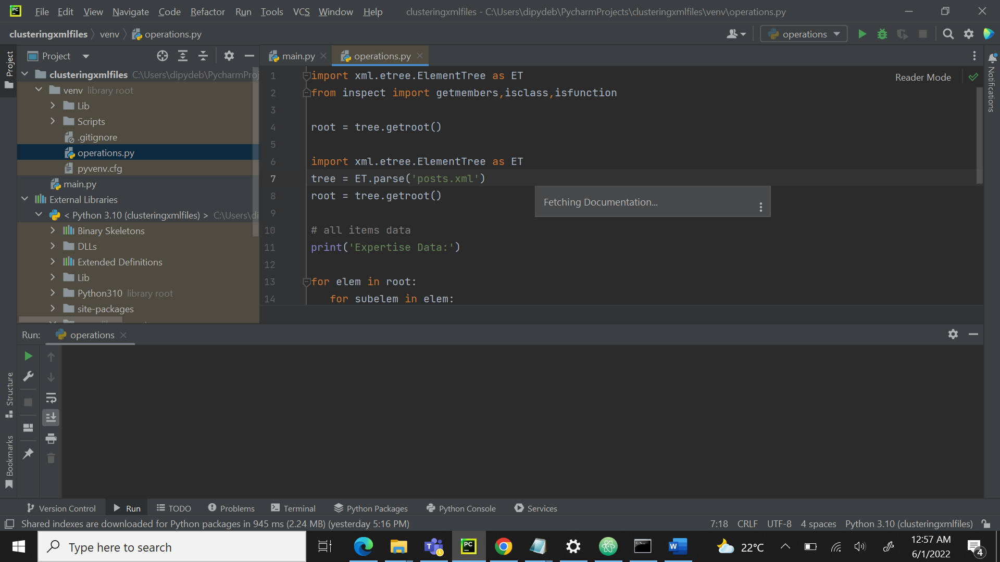 File Edit View Navigate Code Refactor Run Tools VCS Window Help clusteringxmlfiles - C:\Users\dipydeb\PycharmProjects\clusteringxmlfiles\venv\operations.py
clusteringxmlfiles venv operations.py operations
Project
main.py operations.py
Project
clusteringxmlfiles C:\Users\dipydeb\PycharmProj
venv library root
Lib
Scripts
.gitignore
operations.py
pyvenv.cfg
main.py
External Libraries
< Python 3.10 (clusteringxmlfiles) > C:\Users\di
Binary Skeletons
DLLs
Extended Definitions
Lib
Python310 library root
site-packages
1 import xml.etree.ElementTree as ET
2 from inspect import getmembers,isclass,isfunction
3
4 root = tree.getroot()
5
6 import xml.etree.ElementTree as ET
7 tree = ET.parse('posts.xml')
8 root = tree.getroot()
9
10 # all items data
11 print('Expertise Data:')
12
13 for elem in root:
14 for subelem in elem:
Reader Mode
Fetching Documentation...
Notifications
Run: operations
Structure
Bookmarks
Version Control Run TODO Problems Terminal Python Packages Python Console Services
Shared indexes are downloaded for Python packages in 945 ms (2.24 MB) (yesterday 5:16 PM) 7:18 CRLF UTF-8 4 spaces Python 3.10 (clusteringxmlfiles)
Type here to search
22°C
12:57 AM
6/1/2022
4